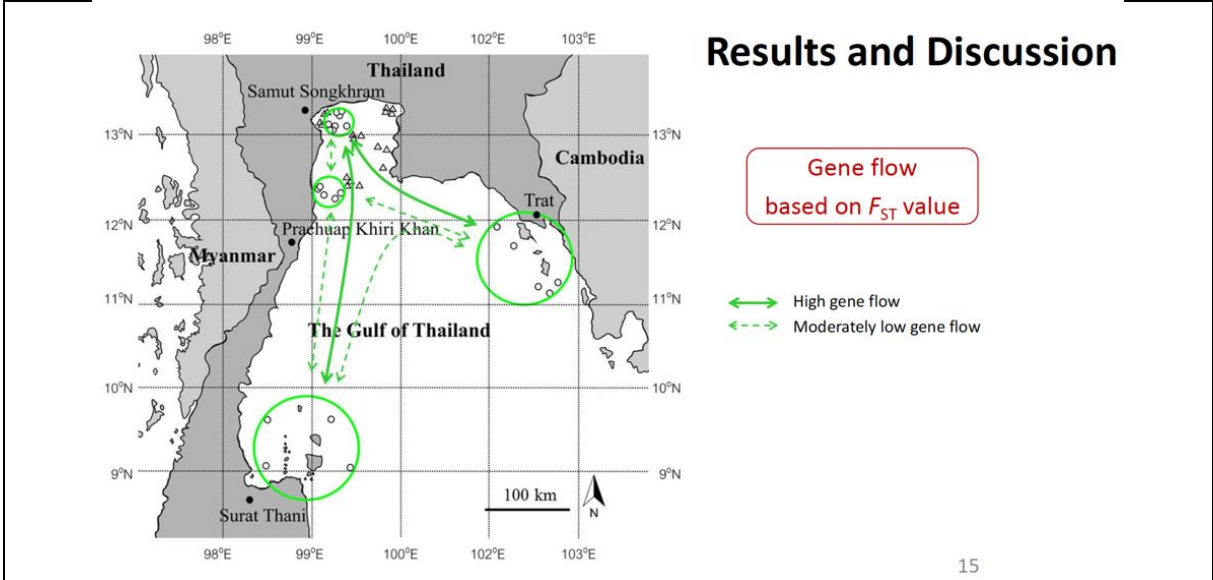 Results and Discussion
98°E 99°E 100°E 102°E 103°E
Thailand
Samut Songkhram
13°N 13°N
Cambodia
Gene flow
based on FST value
Trat
12°N 12°N
Prachuap Khiri Khan
Myanmar
11°N 11°N
High gene flow
Moderately low gene flow
The Gulf of Thailand
10°N 10°N
9°N 9°N
100 km
N
Surat Thani
98°E 99°E 100°E 102°E 103°E
15